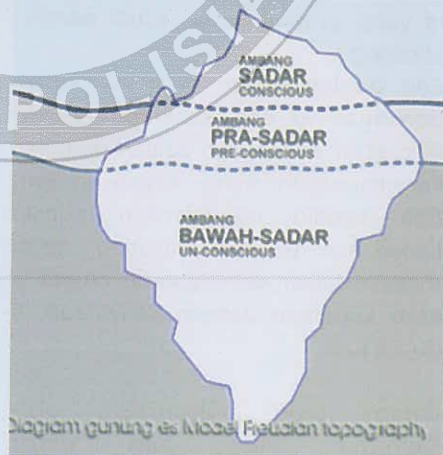 POLISI
AMBANG
SADAR
CONSCIOUS
AMBANG
PRA-SADAR
PRE-CONSCIOUS
AMBANG
BAWAH-SADAR
UN-CONSCIOUS
Diagram gunung es Model Freudian topography